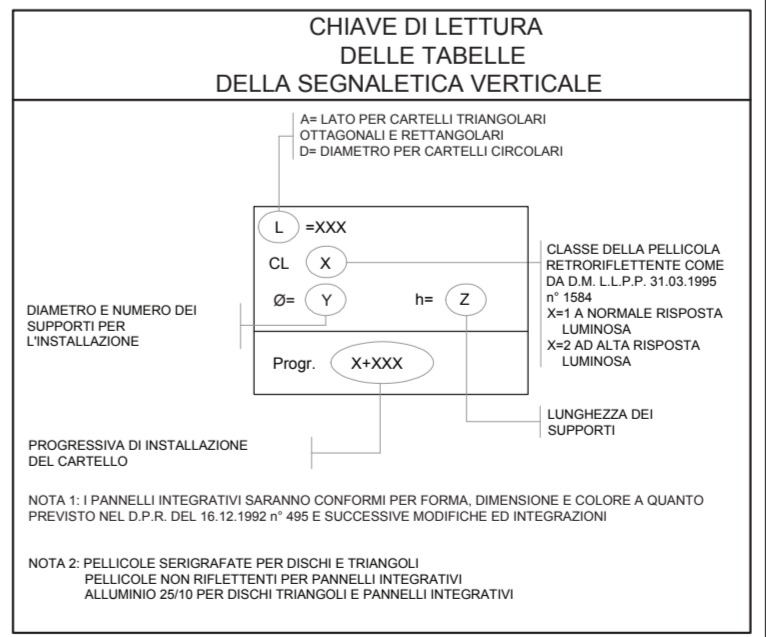 CHIAVE DI LETTURA
DELLE TABELLE
DELLA SEGNALETICA VERTICALE
A= LATO PER CARTELLI TRIANGOLARI
OTTAGONALI E RETTANGOLARI
D= DIAMETRO PER CARTELLI CIRCOLARI
L =XXX
CL X
Ø= Y h= Z
CLASSE DELLA PELLICOLA
RETRORIFLETTENTE COME
DA D.M. L.L.P.P. 31.03.1995
n° 1584
X=1 A NORMALE RISPOSTA
LUMINOSA
X=2 AD ALTA RISPOSTA
LUMINOSA
DIAMETRO E NUMERO DEI
SUPPORTI PER
L'INSTALLAZIONE
Progr. X+XXX
LUNGHEZZA DEI
SUPPORTI
PROGRESSIVA DI INSTALLAZIONE
DEL CARTELLO
NOTA 1: I PANNELLI INTEGRATIVI SARANNO CONFORMI PER FORMA, DIMENSIONE E COLORE A QUANTO
PREVISTO NEL D.P.R. DEL 16.12.1992 n° 495 E SUCCESSIVE MODIFICHE ED INTEGRAZIONI
NOTA 2: PELLICOLE SERIGRAFATE PER DISCHI E TRIANGOLI
PELLICOLE NON RIFLETTENTI PER PANNELLI INTEGRATIVI
ALLUMINIO 25/10 PER DISCHI TRIANGOLI E PANNELLI INTEGRATIVI